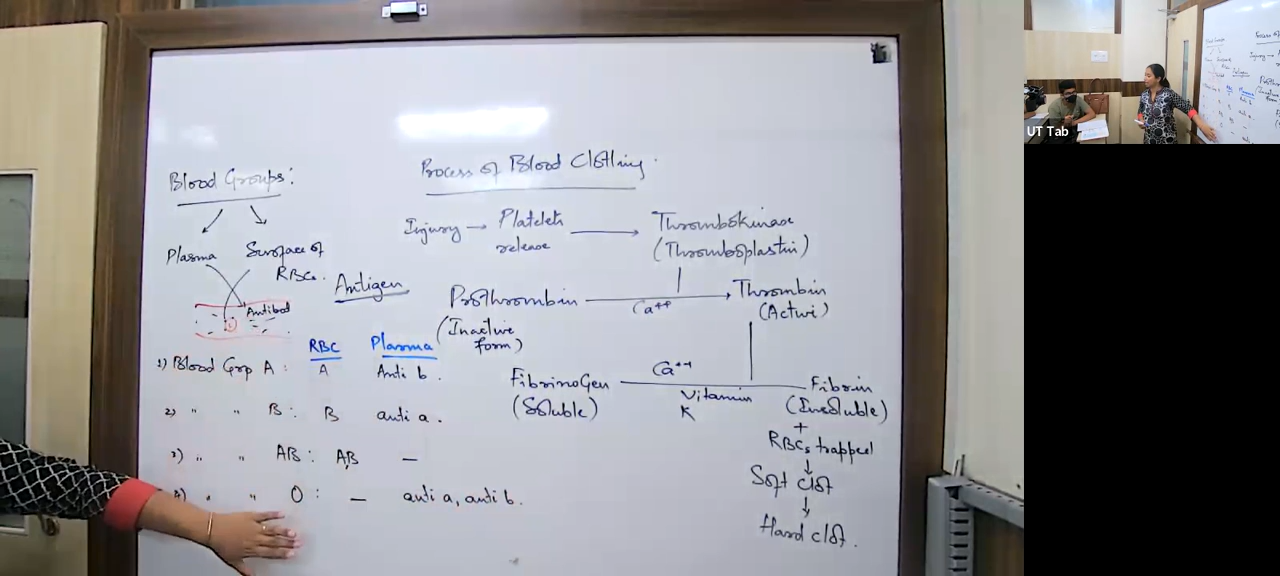 Blood Groups:
Plasma
Surface of
RBCs.
Antigen
Antibod
RBC Plasma
1) Blood Grp A : A Anti b.
2) " " B : B anti a.
3) " " AB : AB —
4) " " O : — anti a, anti b.
Process of Blood Clotting.
Injury → Platelets → Thrombokinase
release (Thromboplastin)
Prothrombin Ca++ Thrombin
(Inactive (Active)
form)
FibrinoGen Ca++ Fibrin
(Soluble) Vitamin (Insoluble)
K
+
RBCs trapped
Soft clot
Hard clot.
UT Tab